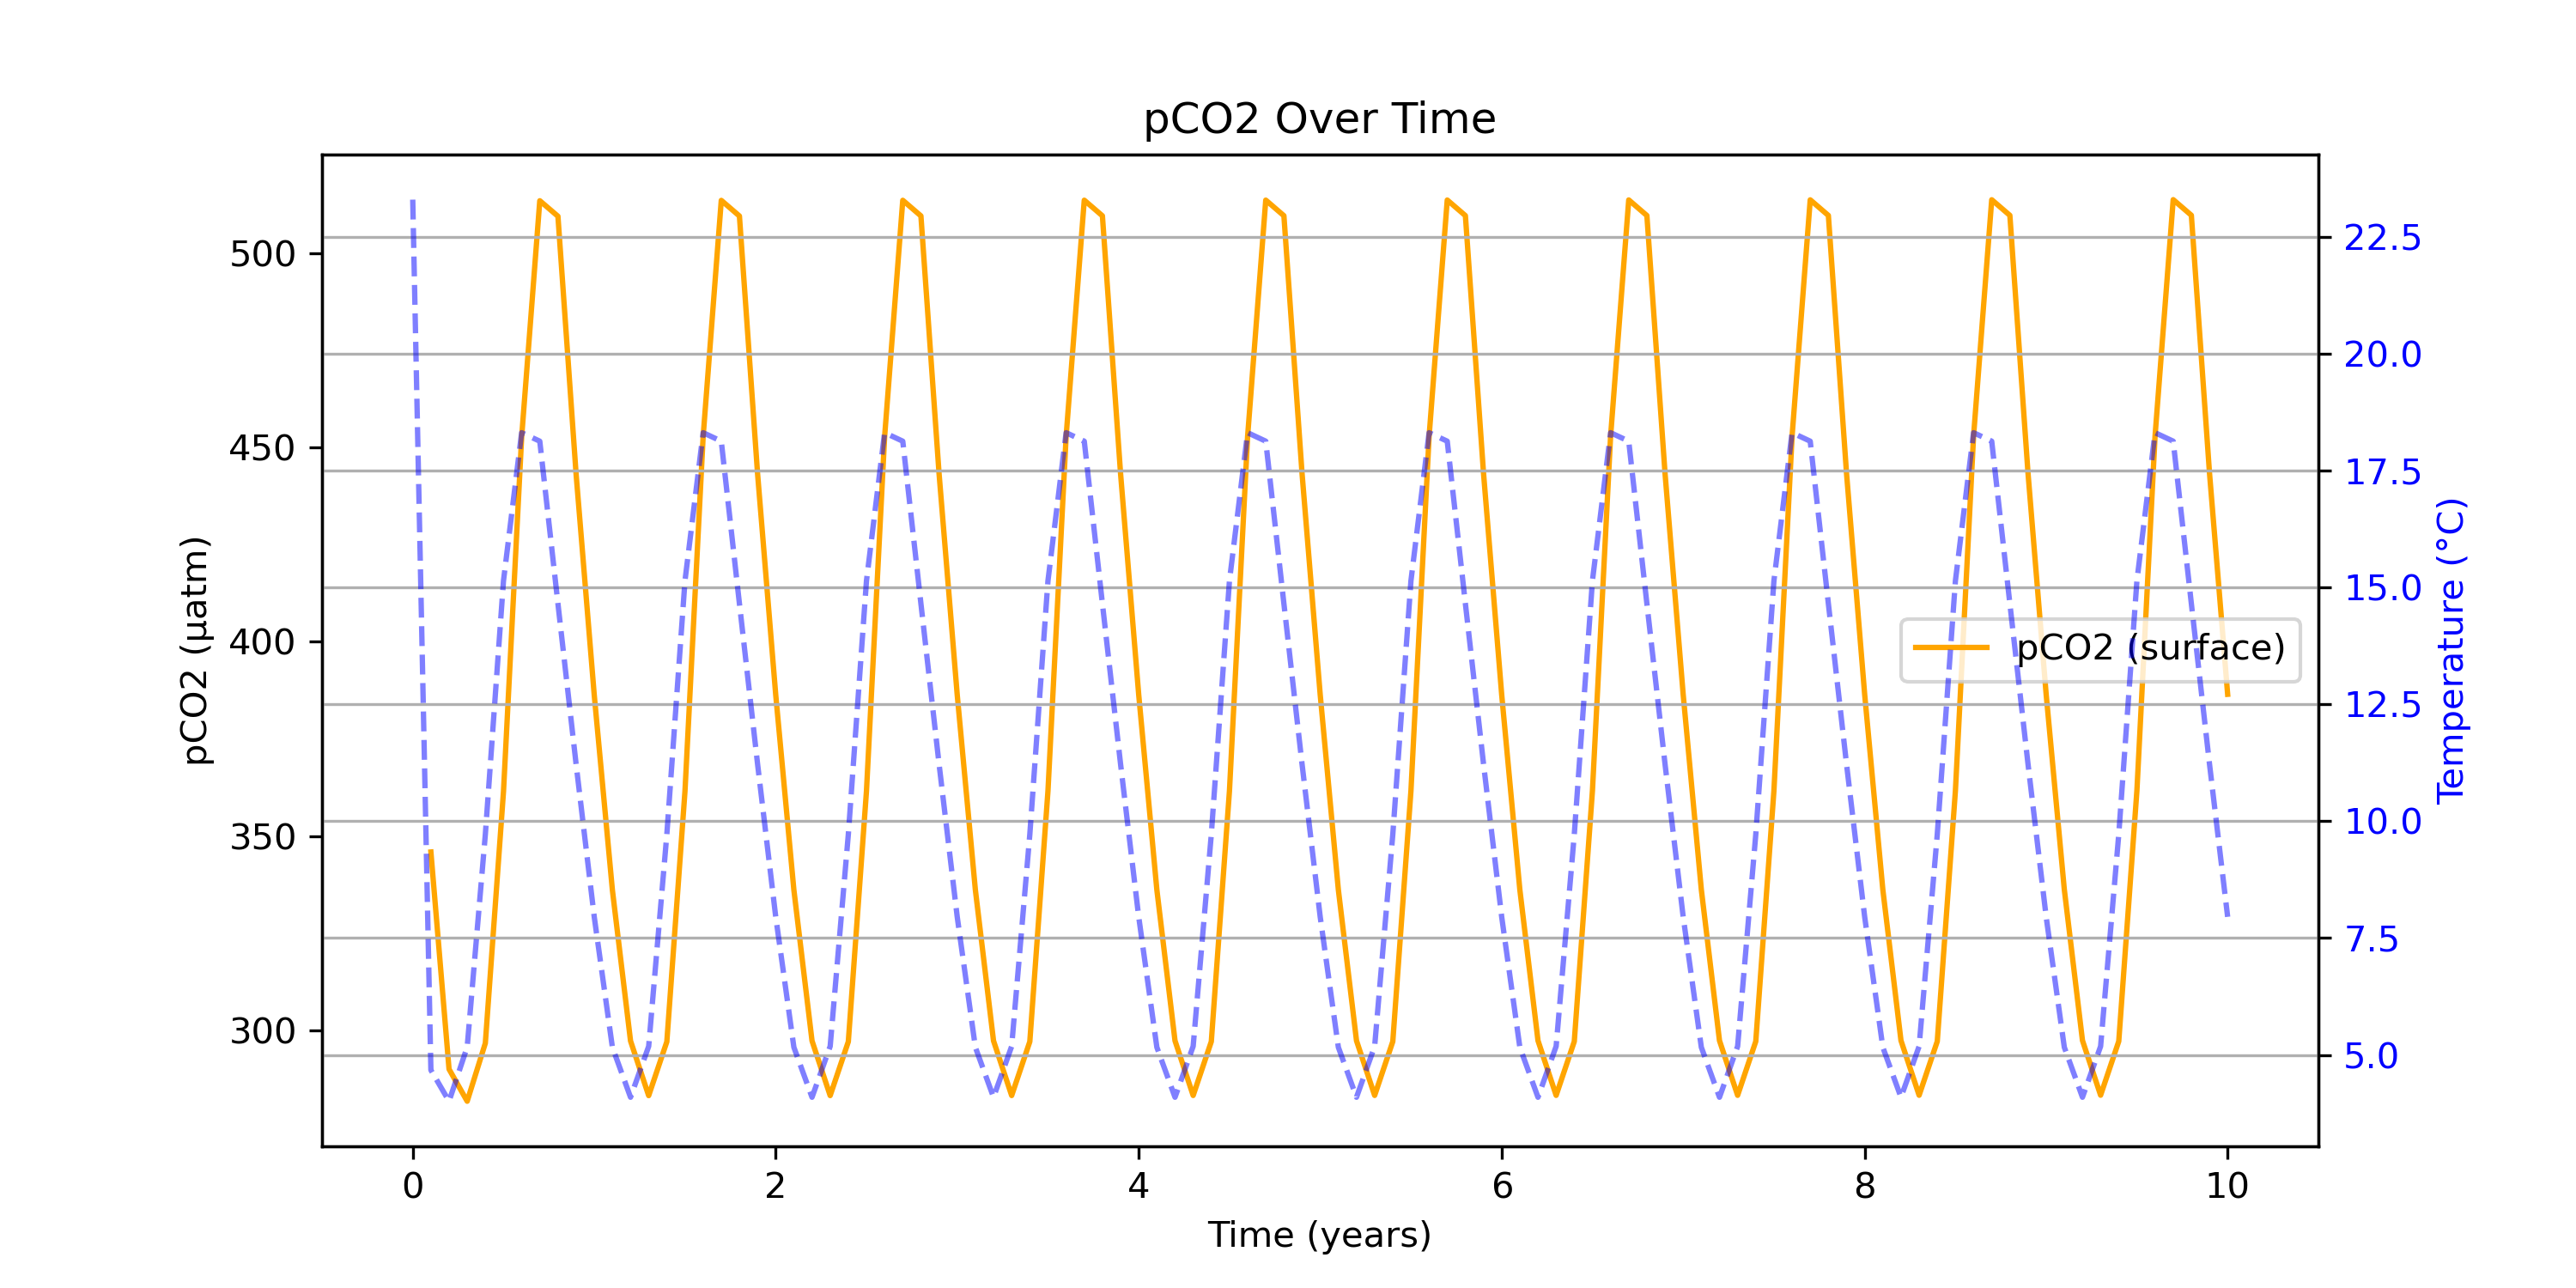 pCO2 Over Time
500
450
400
350
300
pCO2 (µatm)
22.5
20.0
17.5
15.0
12.5
10.0
7.5
5.0
Temperature (°C)
pCO2 (surface)
0 2 4 6 8 10
Time (years)